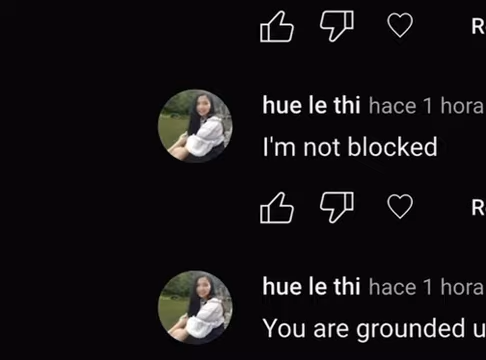 R
hue le thi hace 1 hora
I'm not blocked
R
hue le thi hace 1 hora
You are grounded u